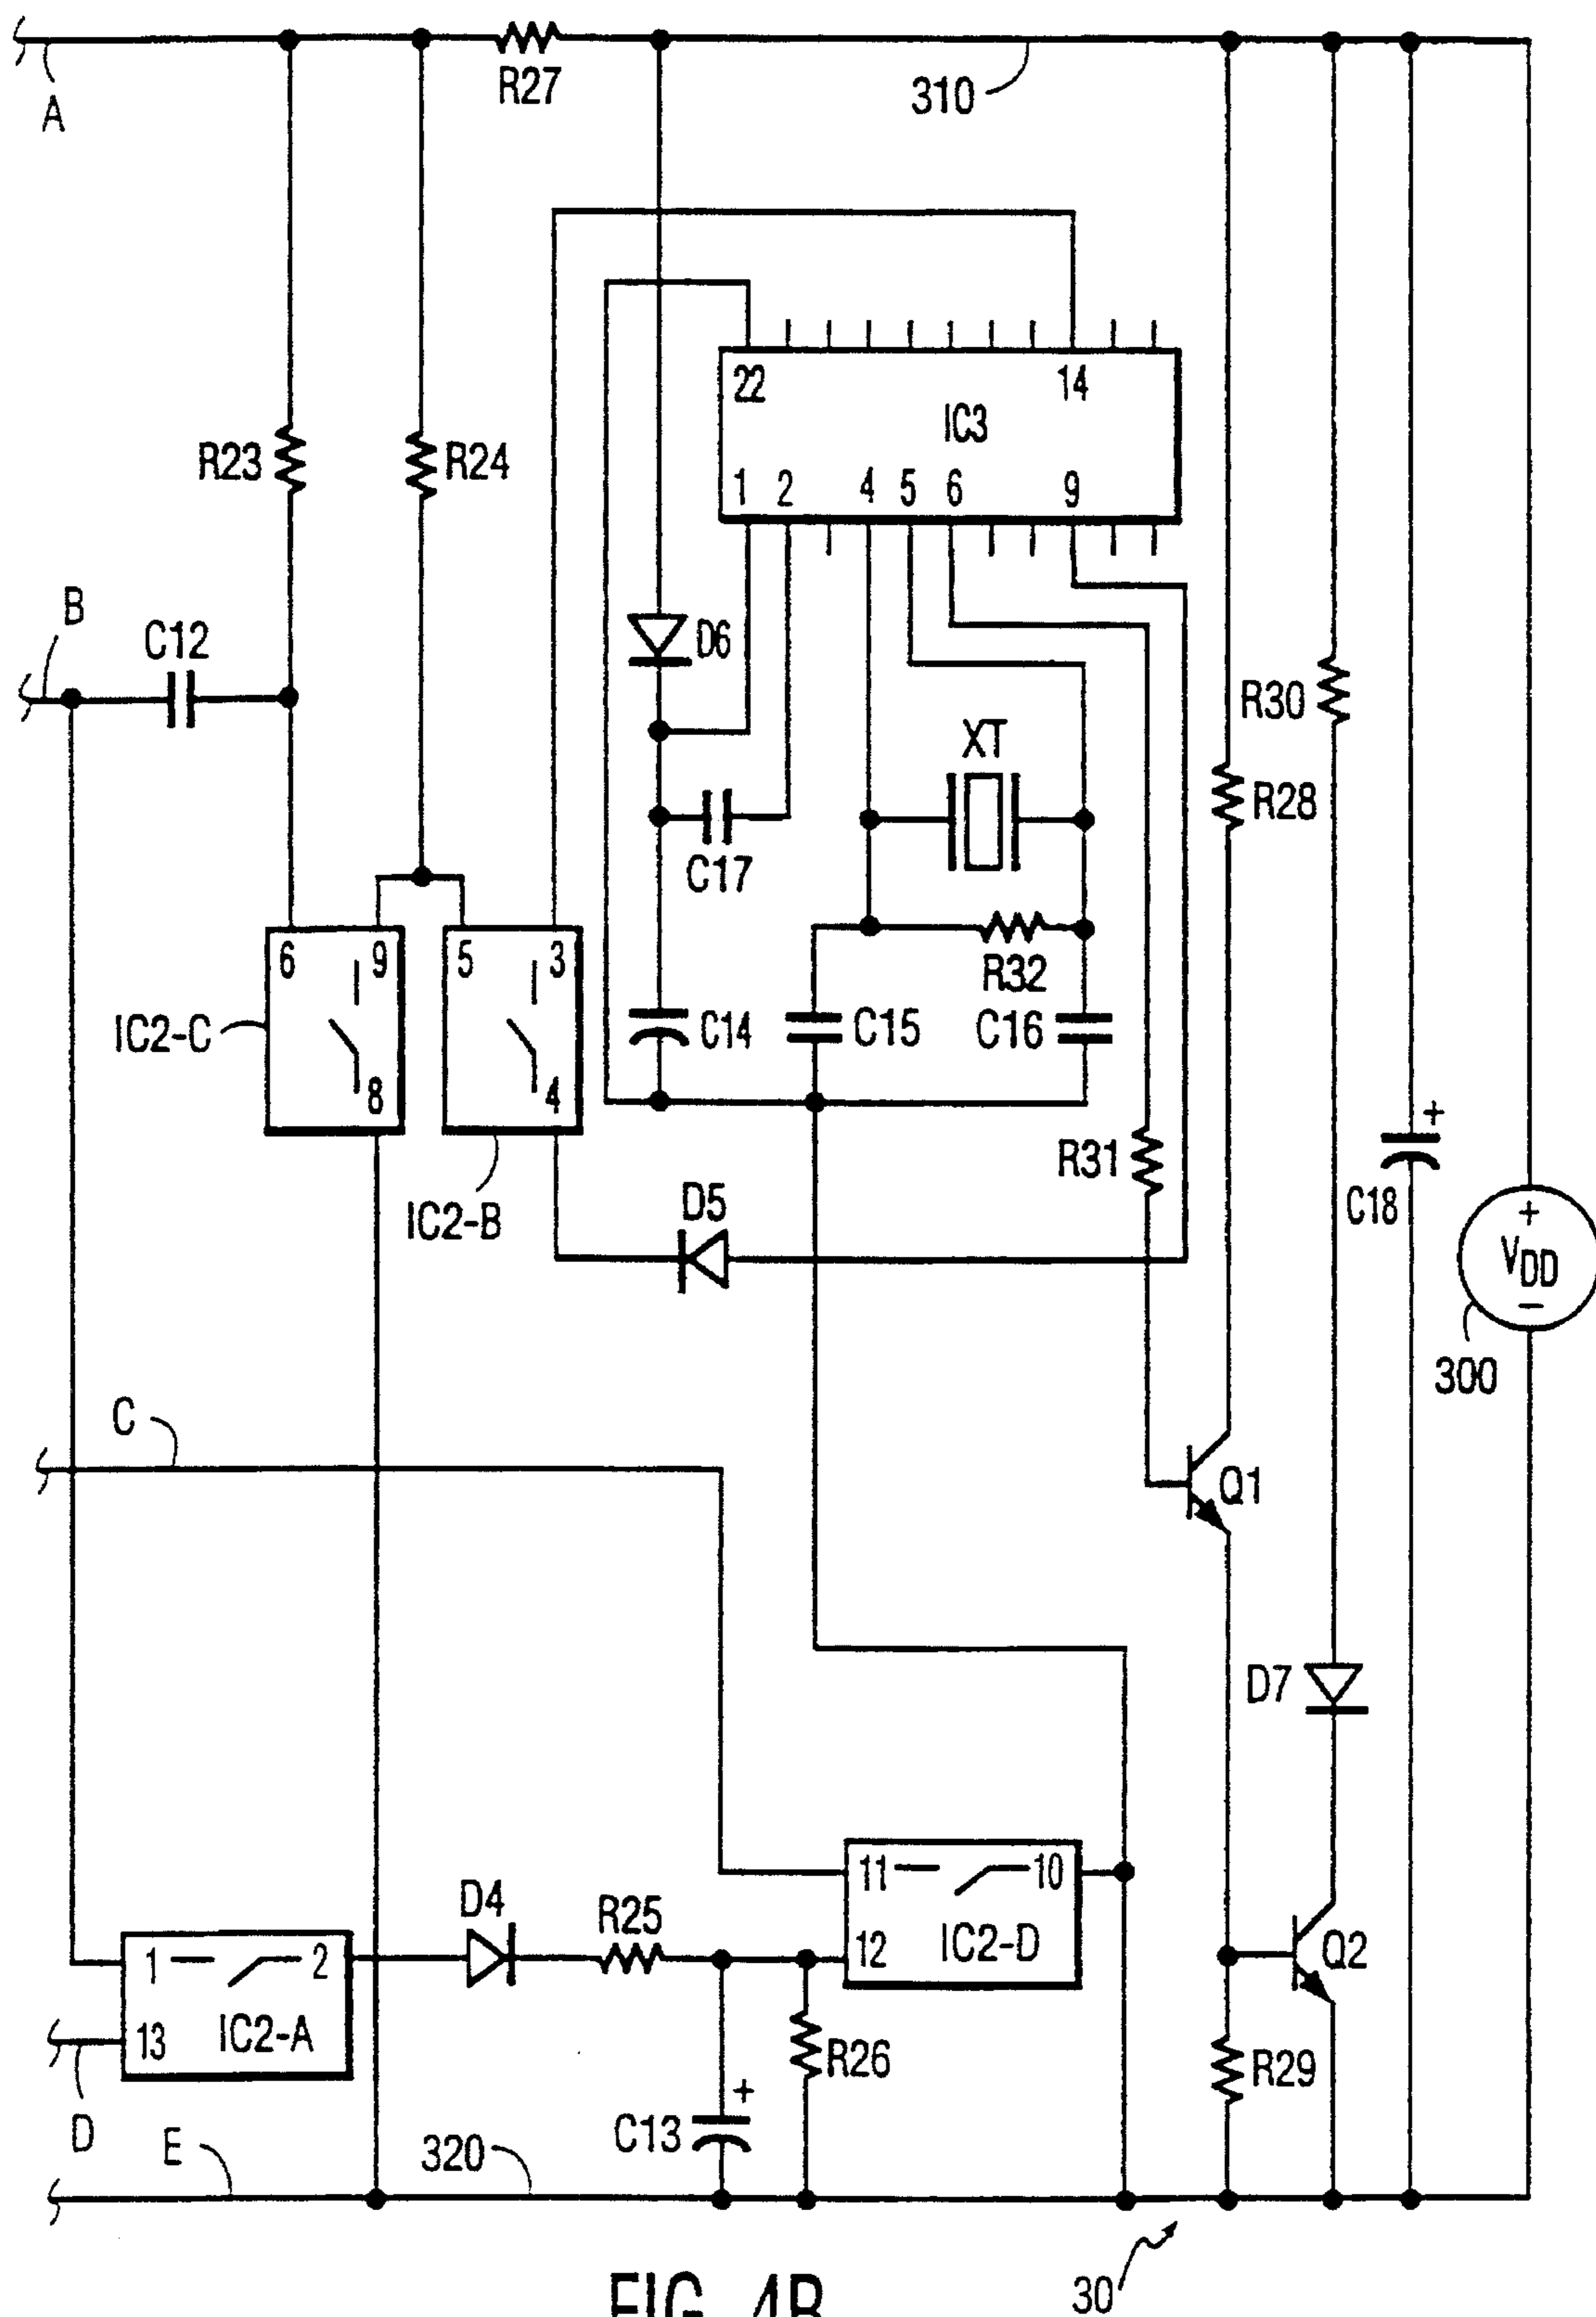 A
R27
310
22
14
IC3
R23
R24
1 2 4 5 6 9
B
C12
D6
R30
XT
R28
C17
6 9
5 3
R32
IC2-C
C14
C15
C16
8
4
+
R31
C18
D5
IC2-B
+
VDD
−
300
C
Q1
D7
11 10
D4
R25
IC2-D
12
Q2
1 2
IC2-A
13
R26
R29
+
C13
D
E
320
30
FIG. 4B